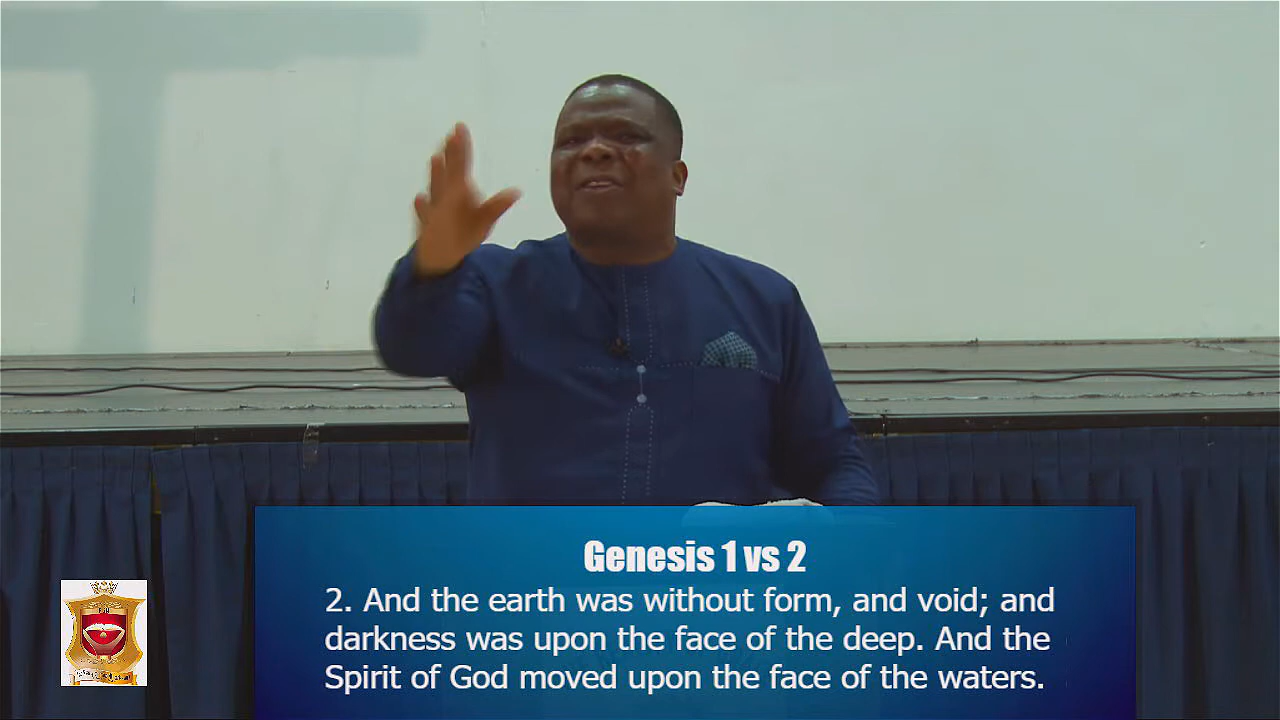 Genesis 1 vs 2
2. And the earth was without form, and void; and
darkness was upon the face of the deep. And the
Spirit of God moved upon the face of the waters.